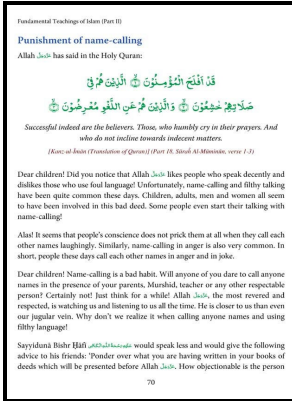 Fundamental Teachings of Islam (Part II)
Punishment of name-calling
Allah عَزَّوَجَلَّ has said in the Holy Quran:
قَدْ اَفْلَحَ الْمُؤْمِنُوْنَ ۙ﴿۱﴾ الَّذِيْنَ هُمْ فِيْ
صَلَاتِهِمْ خٰشِعُوْنَ ۙ﴿۲﴾ وَالَّذِيْنَ هُمْ عَنِ اللَّغْوِ مُعْرِضُوْنَ ۙ﴿۳﴾
Successful indeed are the believers. Those, who humbly cry in their prayers. And
who do not incline towards indecent matters.
[Kanz-ul-Īmān (Translation of Quran)] (Part 18, Sūraĥ Al-Mūminūn, verse 1-3)
Dear children! Did you notice that Allah عَزَّوَجَلَّ likes people who speak decently and
dislikes those who use foul language! Unfortunately, name-calling and filthy talking
have been quite common these days. Children, adults, men and women all seem
to have been involved in this bad deed. Some people even start their talking with
name-calling!
Alas! It seems that people's conscience does not prick them at all when they call each
other names laughingly. Similarly, name-calling in anger is also very common. In
short, people these days call each other names in anger and in joke.
Dear children! Name-calling is a bad habit. Will anyone of you dare to call anyone
names in the presence of your parents, Murshid, teacher or any other respectable
person? Certainly not! Just think for a while! Allah عَزَّوَجَلَّ, the most revered and
respected, is watching us and listening to us all the time. He is closer to us than even
our jugular vein. Why don't we realize it when calling anyone names and using
filthy language!
Sayyidunā Bishr Ḥāfī would speak less and would give the following
advice to his friends: 'Ponder over what you are having written in your books of
deeds which will be presented before Allah عَزَّوَجَلَّ. How objectionable is the person
70